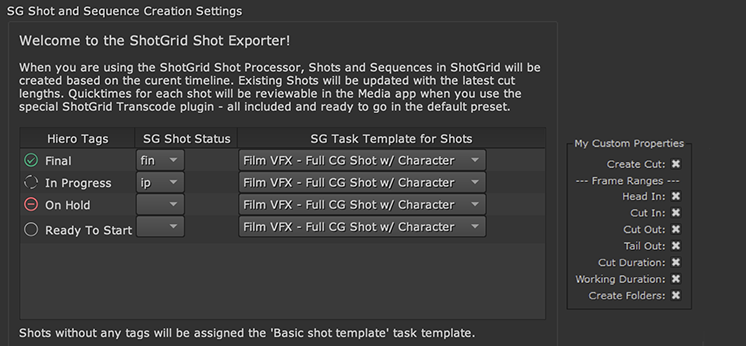 SG Shot and Sequence Creation Settings
Welcome to the ShotGrid Shot Exporter!
When you are using the ShotGrid Shot Processor, Shots and Sequences in ShotGrid will be
created based on the curent timeline. Existing Shots will be updated with the latest cut
lengths. Quicktimes for each shot will be reviewable in the Media app when you use the
special ShotGrid Transcode plugin - all included and ready to go in the default preset.
Hiero Tags SG Shot Status SG Task Template for Shots
Final fin Film VFX - Full CG Shot w/ Character
In Progress ip Film VFX - Full CG Shot w/ Character
On Hold Film VFX - Full CG Shot w/ Character
Ready To Start Film VFX - Full CG Shot w/ Character
Shots without any tags will be assigned the 'Basic shot template' task template.
My Custom Properties
Create Cut:
--- Frame Ranges ---
Head In:
Cut In:
Cut Out:
Tail Out:
Cut Duration:
Working Duration:
Create Folders: